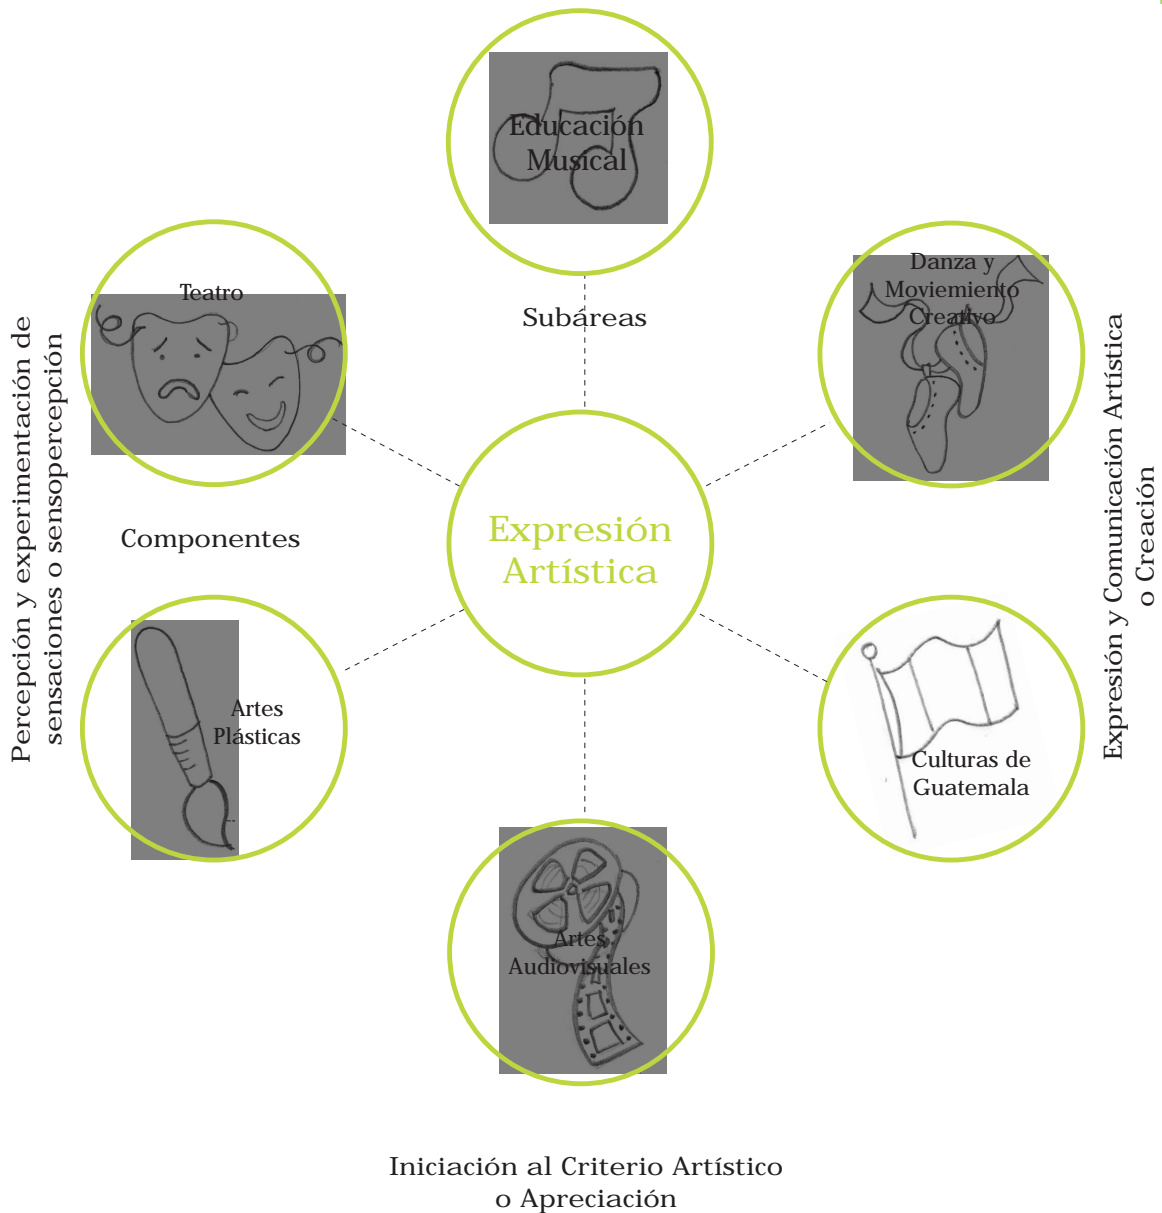 Educación
Musical
Subáreas
Teatro
Danza y
Moviemiento
Creativo
Percepción y experimentación de
sensaciones o sensopercepción
Expresión y Comunicación Artística
o Creación
Componentes
Expresión
Artística
Artes
Plásticas
Culturas de
Guatemala
Artes
Audiovisuales
Iniciación al Criterio Artístico
o Apreciación